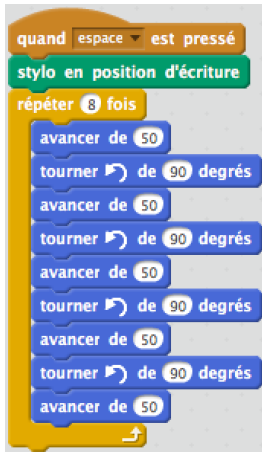 quand espace est pressé
stylo en position d'écriture
répéter 8 fois
avancer de 50
tourner de 90 degrés
avancer de 50
tourner de 90 degrés
avancer de 50
tourner de 90 degrés
avancer de 50
tourner de 90 degrés
avancer de 50